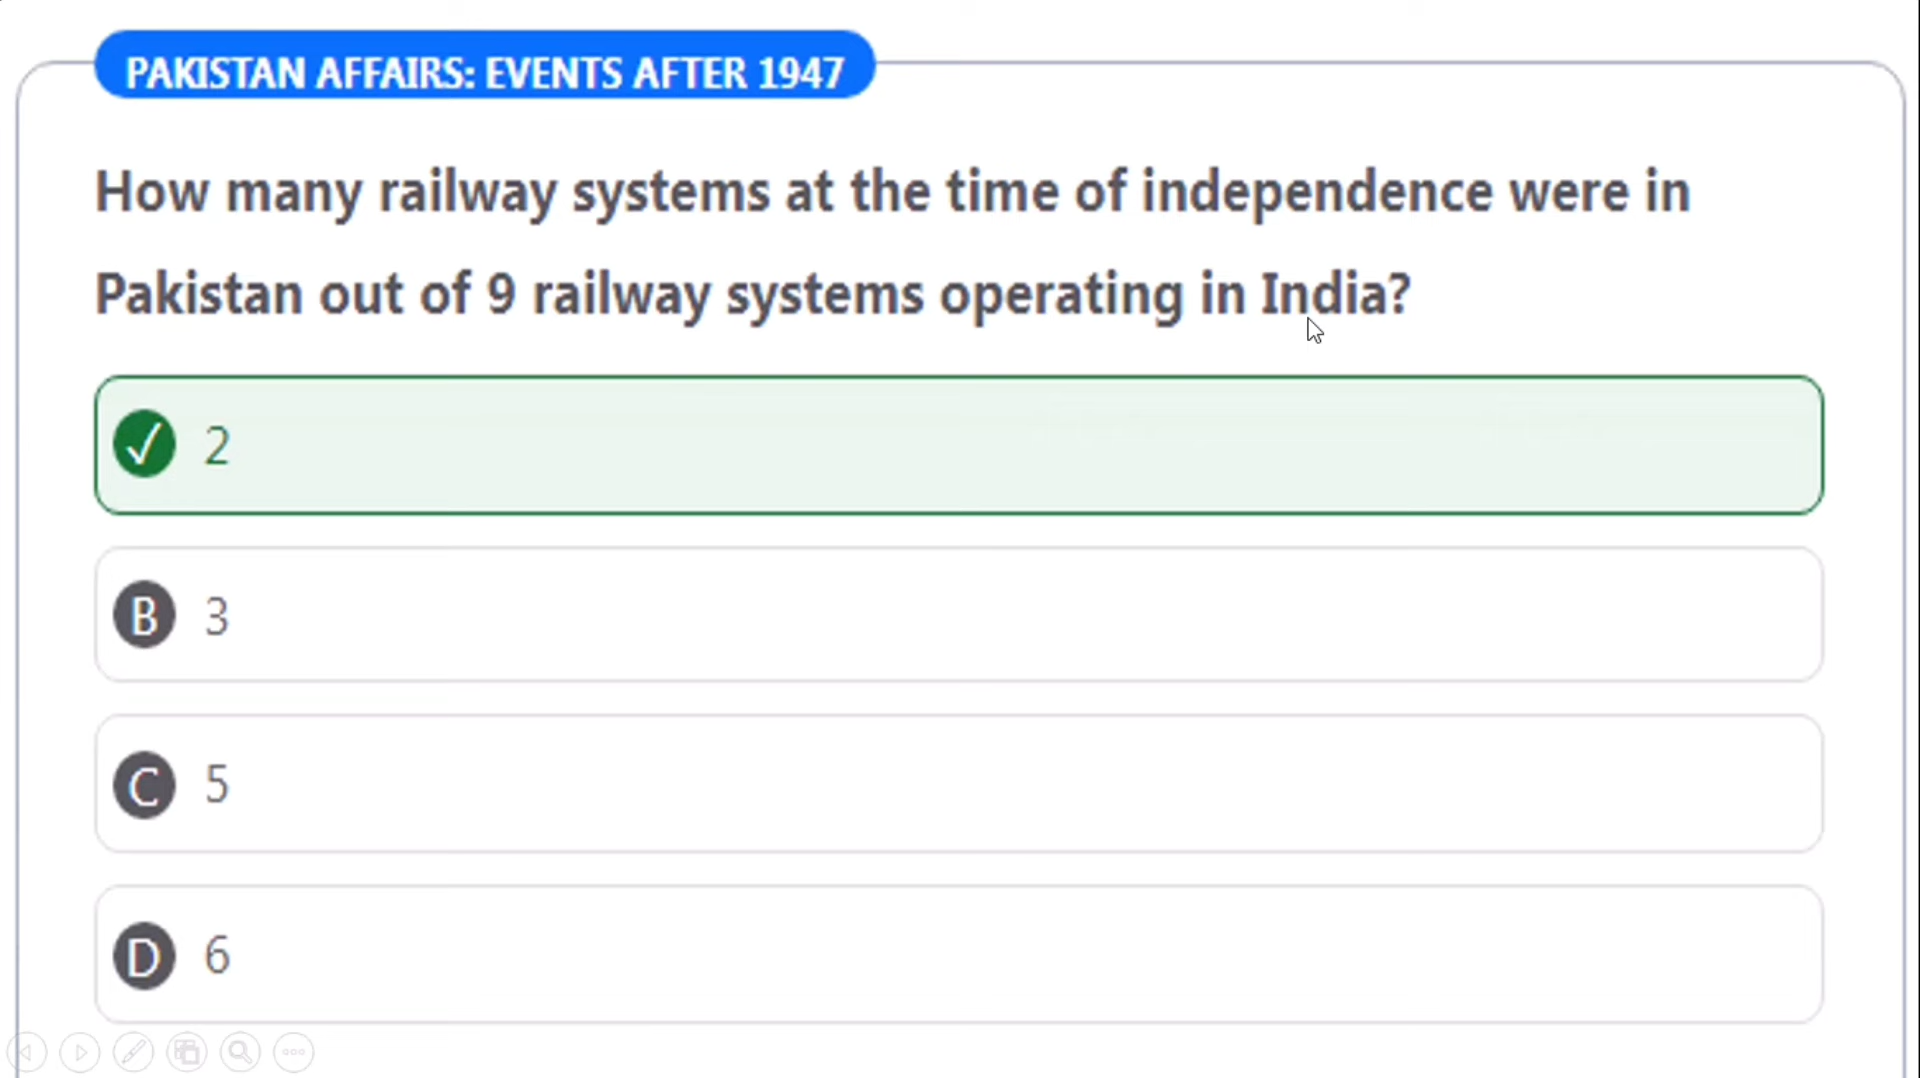 PAKISTAN AFFAIRS: EVENTS AFTER 1947
How many railway systems at the time of independence were in
Pakistan out of 9 railway systems operating in India?
2
B 3
C 5
D 6